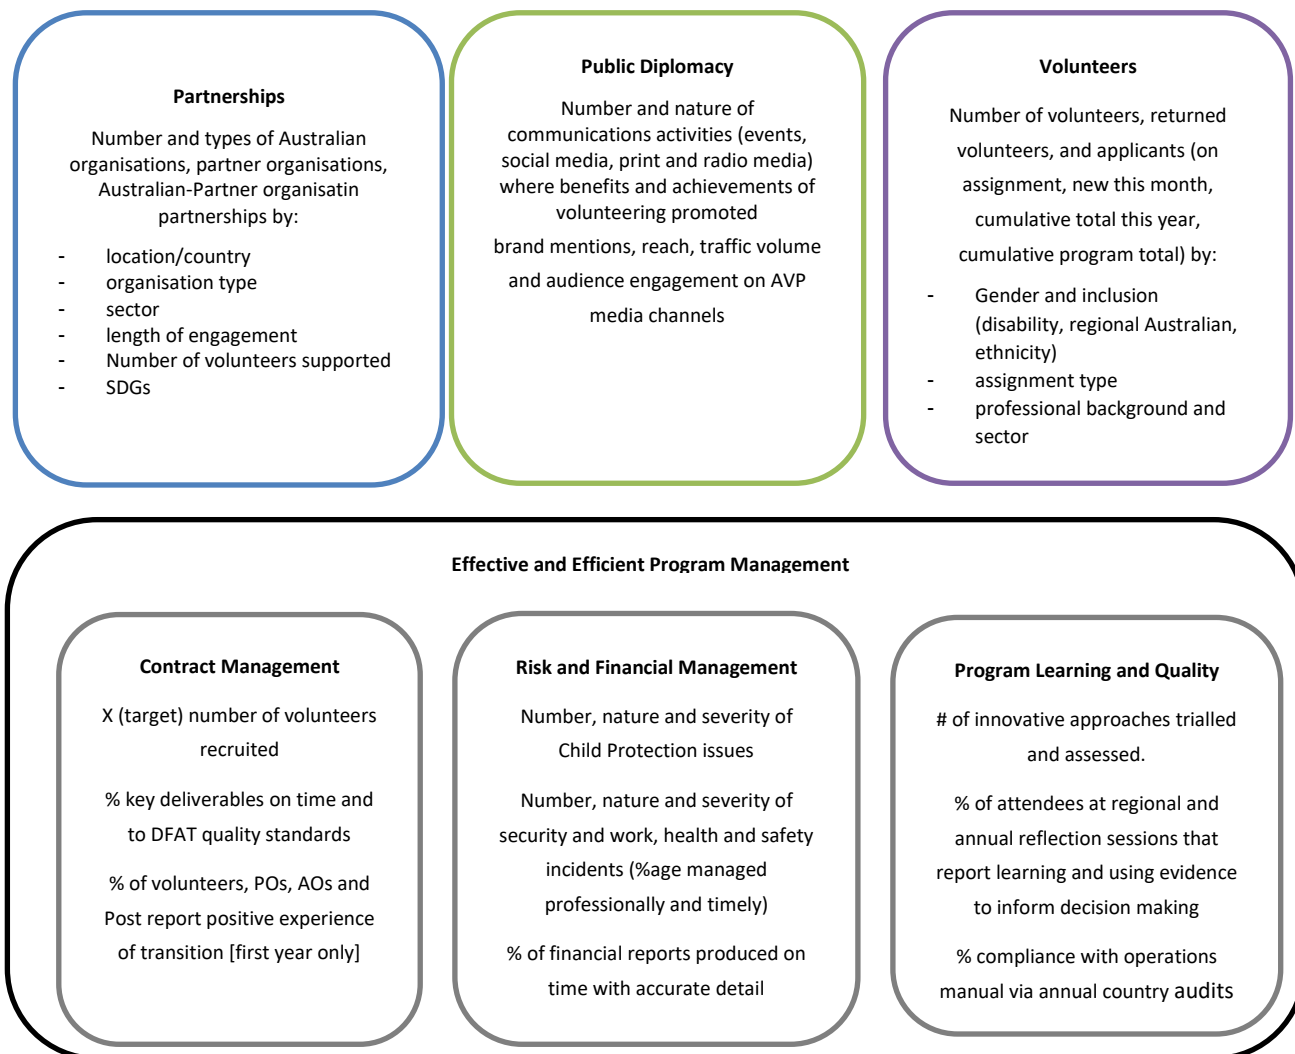 Partnerships
Number and types of Australian
organisations, partner organisations,
Australian-Partner organisatin
partnerships by:
- location/country
- organisation type
- sector
- length of engagement
- Number of volunteers supported
- SDGs
Public Diplomacy
Number and nature of
communications activities (events,
social media, print and radio media)
where benefits and achievements of
volunteering promoted
brand mentions, reach, traffic volume
and audience engagement on AVP
media channels
Volunteers
Number of volunteers, returned
volunteers, and applicants (on
assignment, new this month,
cumulative total this year,
cumulative program total) by:
- Gender and inclusion
(disability, regional Australian,
ethnicity)
- assignment type
- professional background and
sector
Effective and Efficient Program Management
Contract Management
X (target) number of volunteers
recruited
% key deliverables on time and
to DFAT quality standards
% of volunteers, POs, AOs and
Post report positive experience
of transition [first year only]
Risk and Financial Management
Number, nature and severity of
Child Protection issues
Number, nature and severity of
security and work, health and safety
incidents (%age managed
professionally and timely)
% of financial reports produced on
time with accurate detail
Program Learning and Quality
# of innovative approaches trialled
and assessed.
% of attendees at regional and
annual reflection sessions that
report learning and using evidence
to inform decision making
% compliance with operations
manual via annual country audits